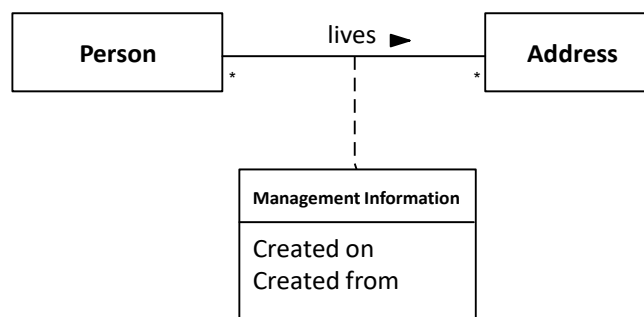 lives
Person
Address
*
*
Management Information
Created on
Created from